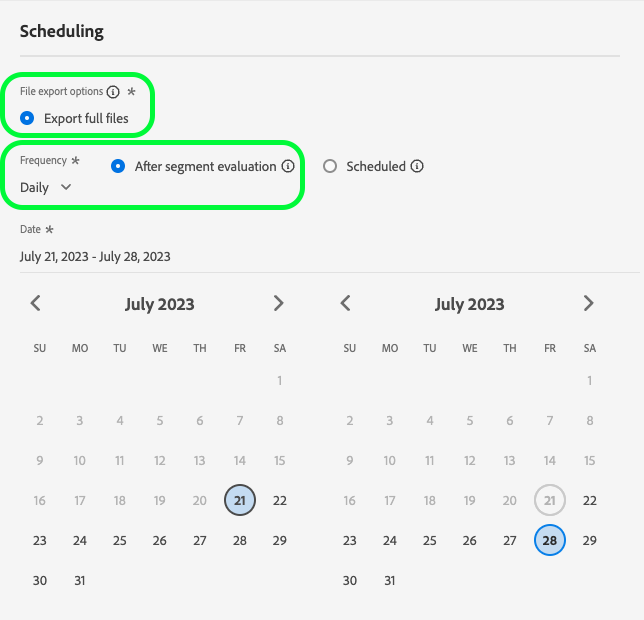 Scheduling
File export options *
Export full files
Frequency *
After segment evaluation
Scheduled
Daily
Date *
July 21, 2023 - July 28, 2023
July 2023 July 2023
SU MO TU WE TH FR SA SU MO TU WE TH FR SA
1 1
2 3 4 5 6 7 8 2 3 4 5 6 7 8
9 10 11 12 13 14 15 9 10 11 12 13 14 15
16 17 18 19 20 21 22 16 17 18 19 20 21 22
23 24 25 26 27 28 29 23 24 25 26 27 28 29
30 31 30 31